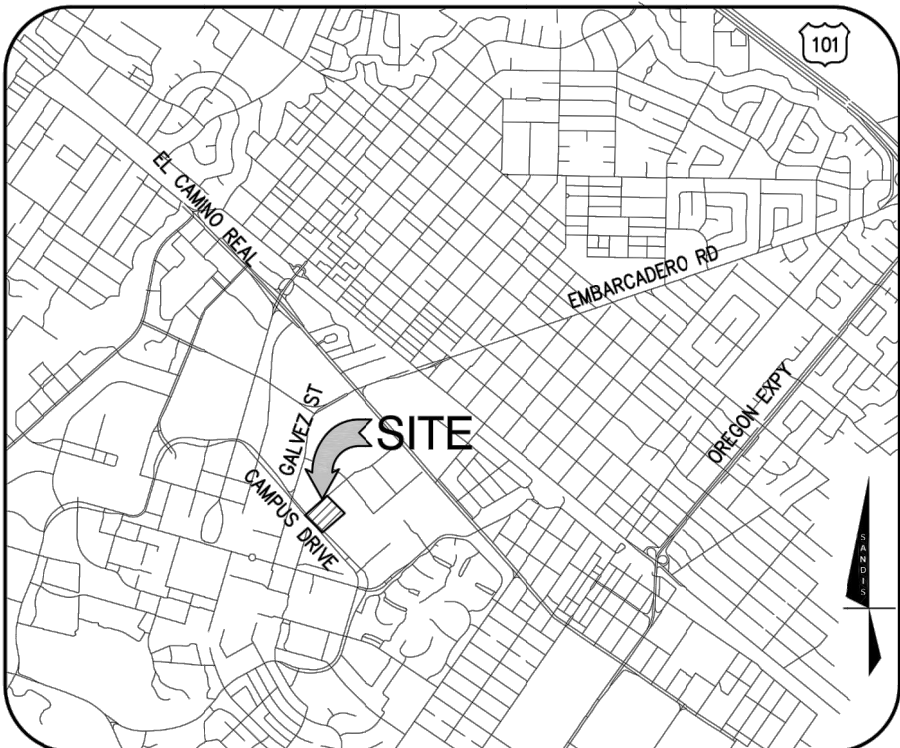 101
EL CAMINO REAL
EMBARCADERO RD
OREGON EXPY
GALVEZ ST
SITE
CAMPUS DRIVE
SANDIS